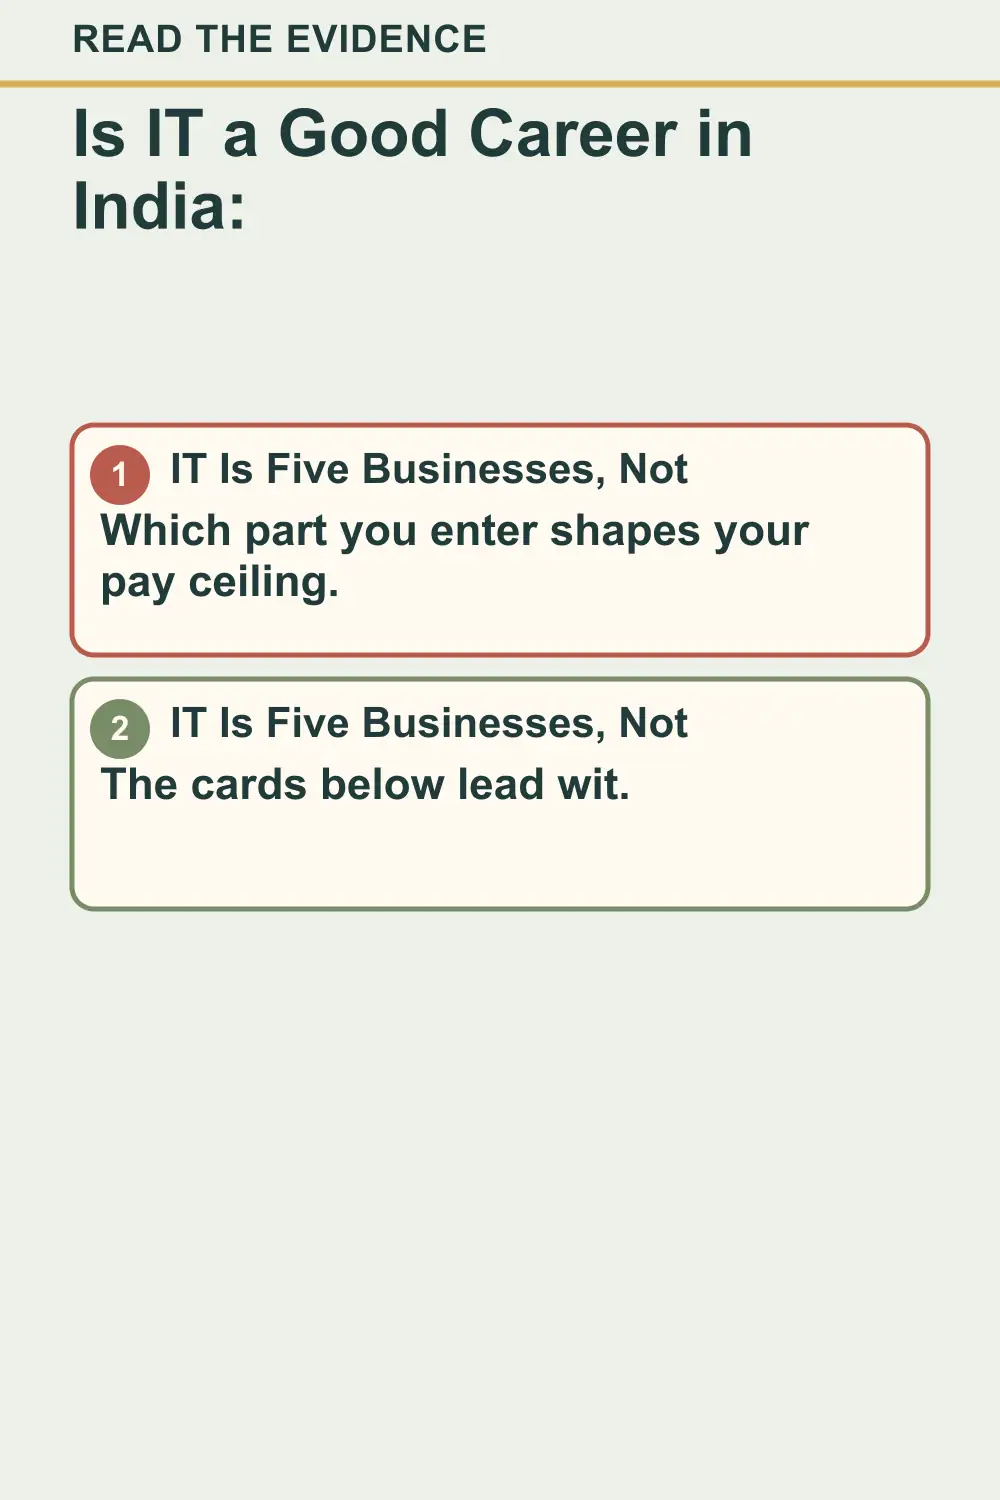 READ THE EVIDENCE
Is IT a Good Career in
India:
1 IT Is Five Businesses, Not
Which part you enter shapes your
pay ceiling.
2 IT Is Five Businesses, Not
The cards below lead wit.